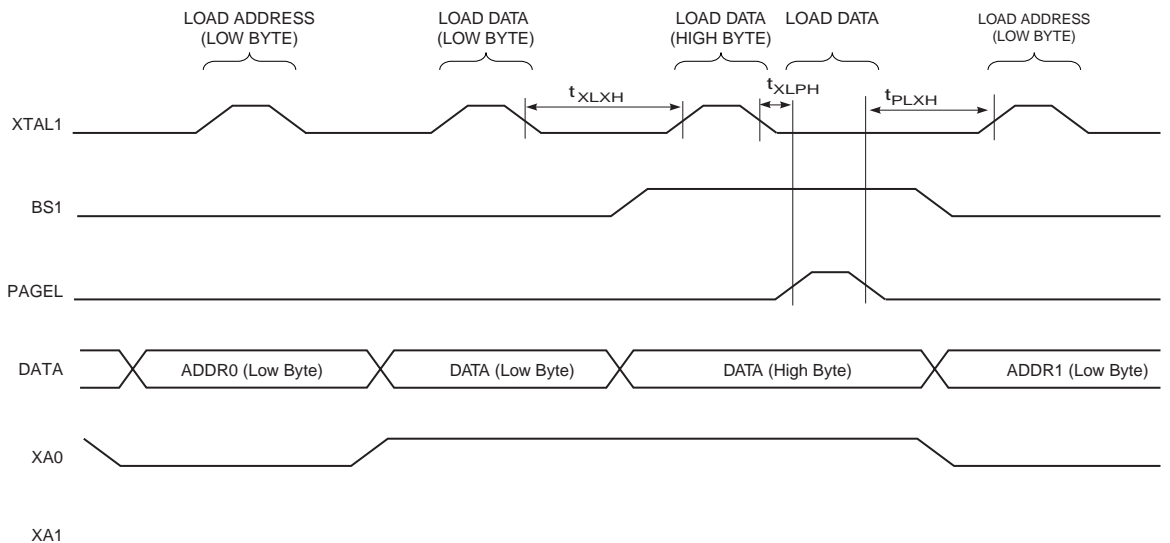 LOAD ADDRESS
(LOW BYTE)
LOAD DATA
(LOW BYTE)
LOAD DATA
(HIGH BYTE)
LOAD DATA
LOAD ADDRESS
(LOW BYTE)
tXLXH
tXLPH
tPLXH
XTAL1
BS1
PAGEL
DATA
ADDR0 (Low Byte)
DATA (Low Byte)
DATA (High Byte)
ADDR1 (Low Byte)
XA0
XA1